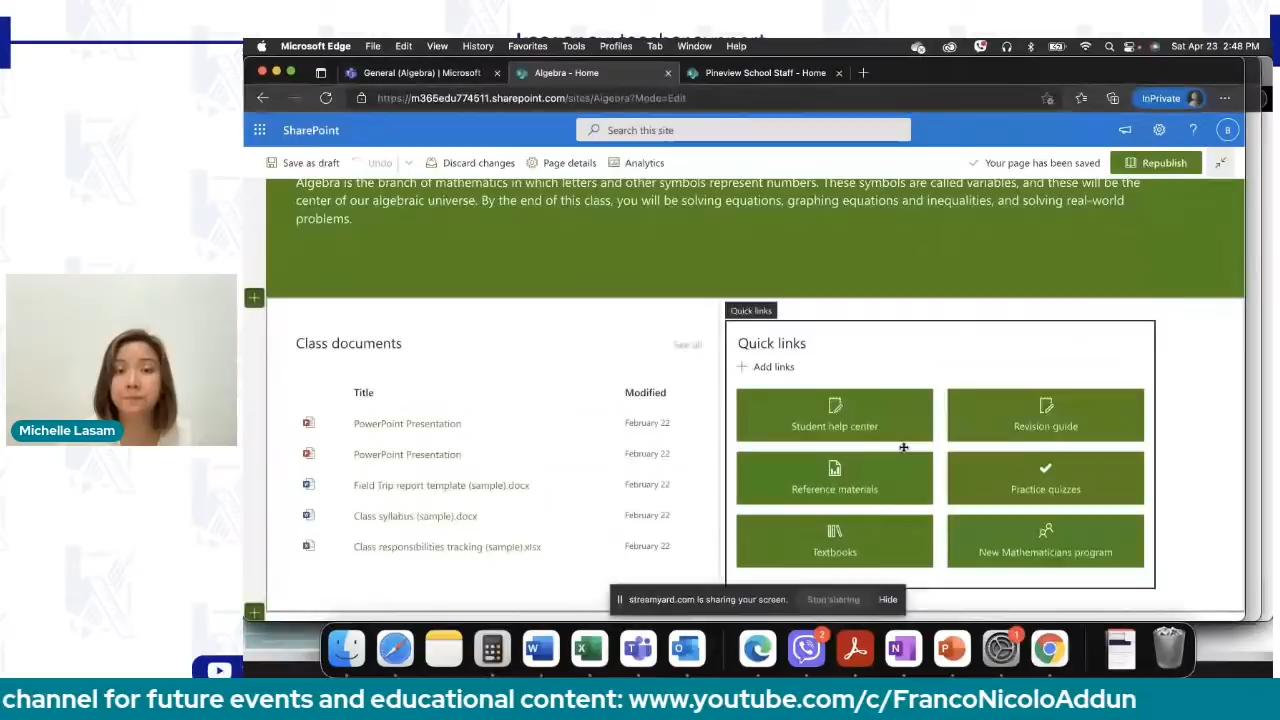 Microsoft Edge File Edit View History Favorites Tools Profiles Tab Window Help Sat Apr 23 2:48 PM
General (Algebra) | Microsoft Algebra - Home Pineview School Staff - Home
https://m365edu774511.sharepoint.com/sites/Algebra?Mode=Edit InPrivate
SharePoint Search this site ? B
Save as draft Undo Discard changes Page details Analytics Your page has been saved Republish
Algebra is the branch of mathematics in which letters and other symbols represent numbers. These symbols are called variables, and these will be the
center of our algebraic universe. By the end of this class, you will be solving equations, graphing equations and inequalities, and solving real-world
problems.
Quick links
Class documents See all
Title Modified
PowerPoint Presentation February 22
PowerPoint Presentation February 22
Field Trip report template (sample).docx February 22
Class syllabus (sample).docx February 22
Class responsibilities tracking (sample).xlsx February 22
Quick links
+ Add links
Student help center Revision guide
Reference materials Practice quizzes
Textbooks New Mathematicians program
Michelle Lasam
streamyard.com is sharing your screen. Stop sharing Hide
2 1
channel for future events and educational content: www.youtube.com/c/FrancoNicoloAddun